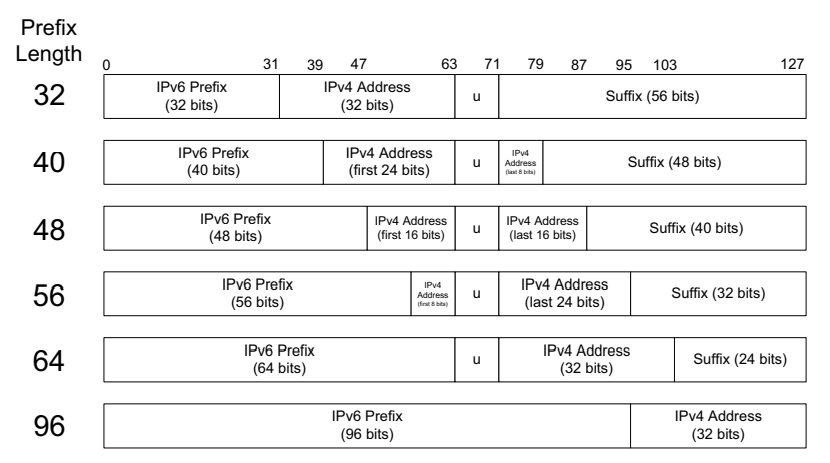 Prefix
Length
0 31 39 47 63 71 79 87 95 103 127
32
IPv6 Prefix
(32 bits)
IPv4 Address
(32 bits)
u
Suffix (56 bits)
40
IPv6 Prefix
(40 bits)
IPv4 Address
(first 24 bits)
u
IPv4
Address
(last 8 bits)
Suffix (48 bits)
48
IPv6 Prefix
(48 bits)
IPv4 Address
(first 16 bits)
u
IPv4 Address
(last 16 bits)
Suffix (40 bits)
56
IPv6 Prefix
(56 bits)
IPv4
Address
(first 8 bits)
u
IPv4 Address
(last 24 bits)
Suffix (32 bits)
64
IPv6 Prefix
(64 bits)
u
IPv4 Address
(32 bits)
Suffix (24 bits)
96
IPv6 Prefix
(96 bits)
IPv4 Address
(32 bits)